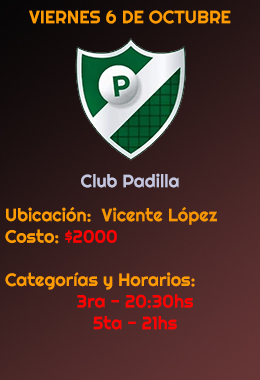 VIERNES 6 DE OCTUBRE
P
Club Padilla
Ubicación: Vicente López
Costo: $2000
Categorías y Horarios:
3ra - 20:30hs
5ta - 21hs